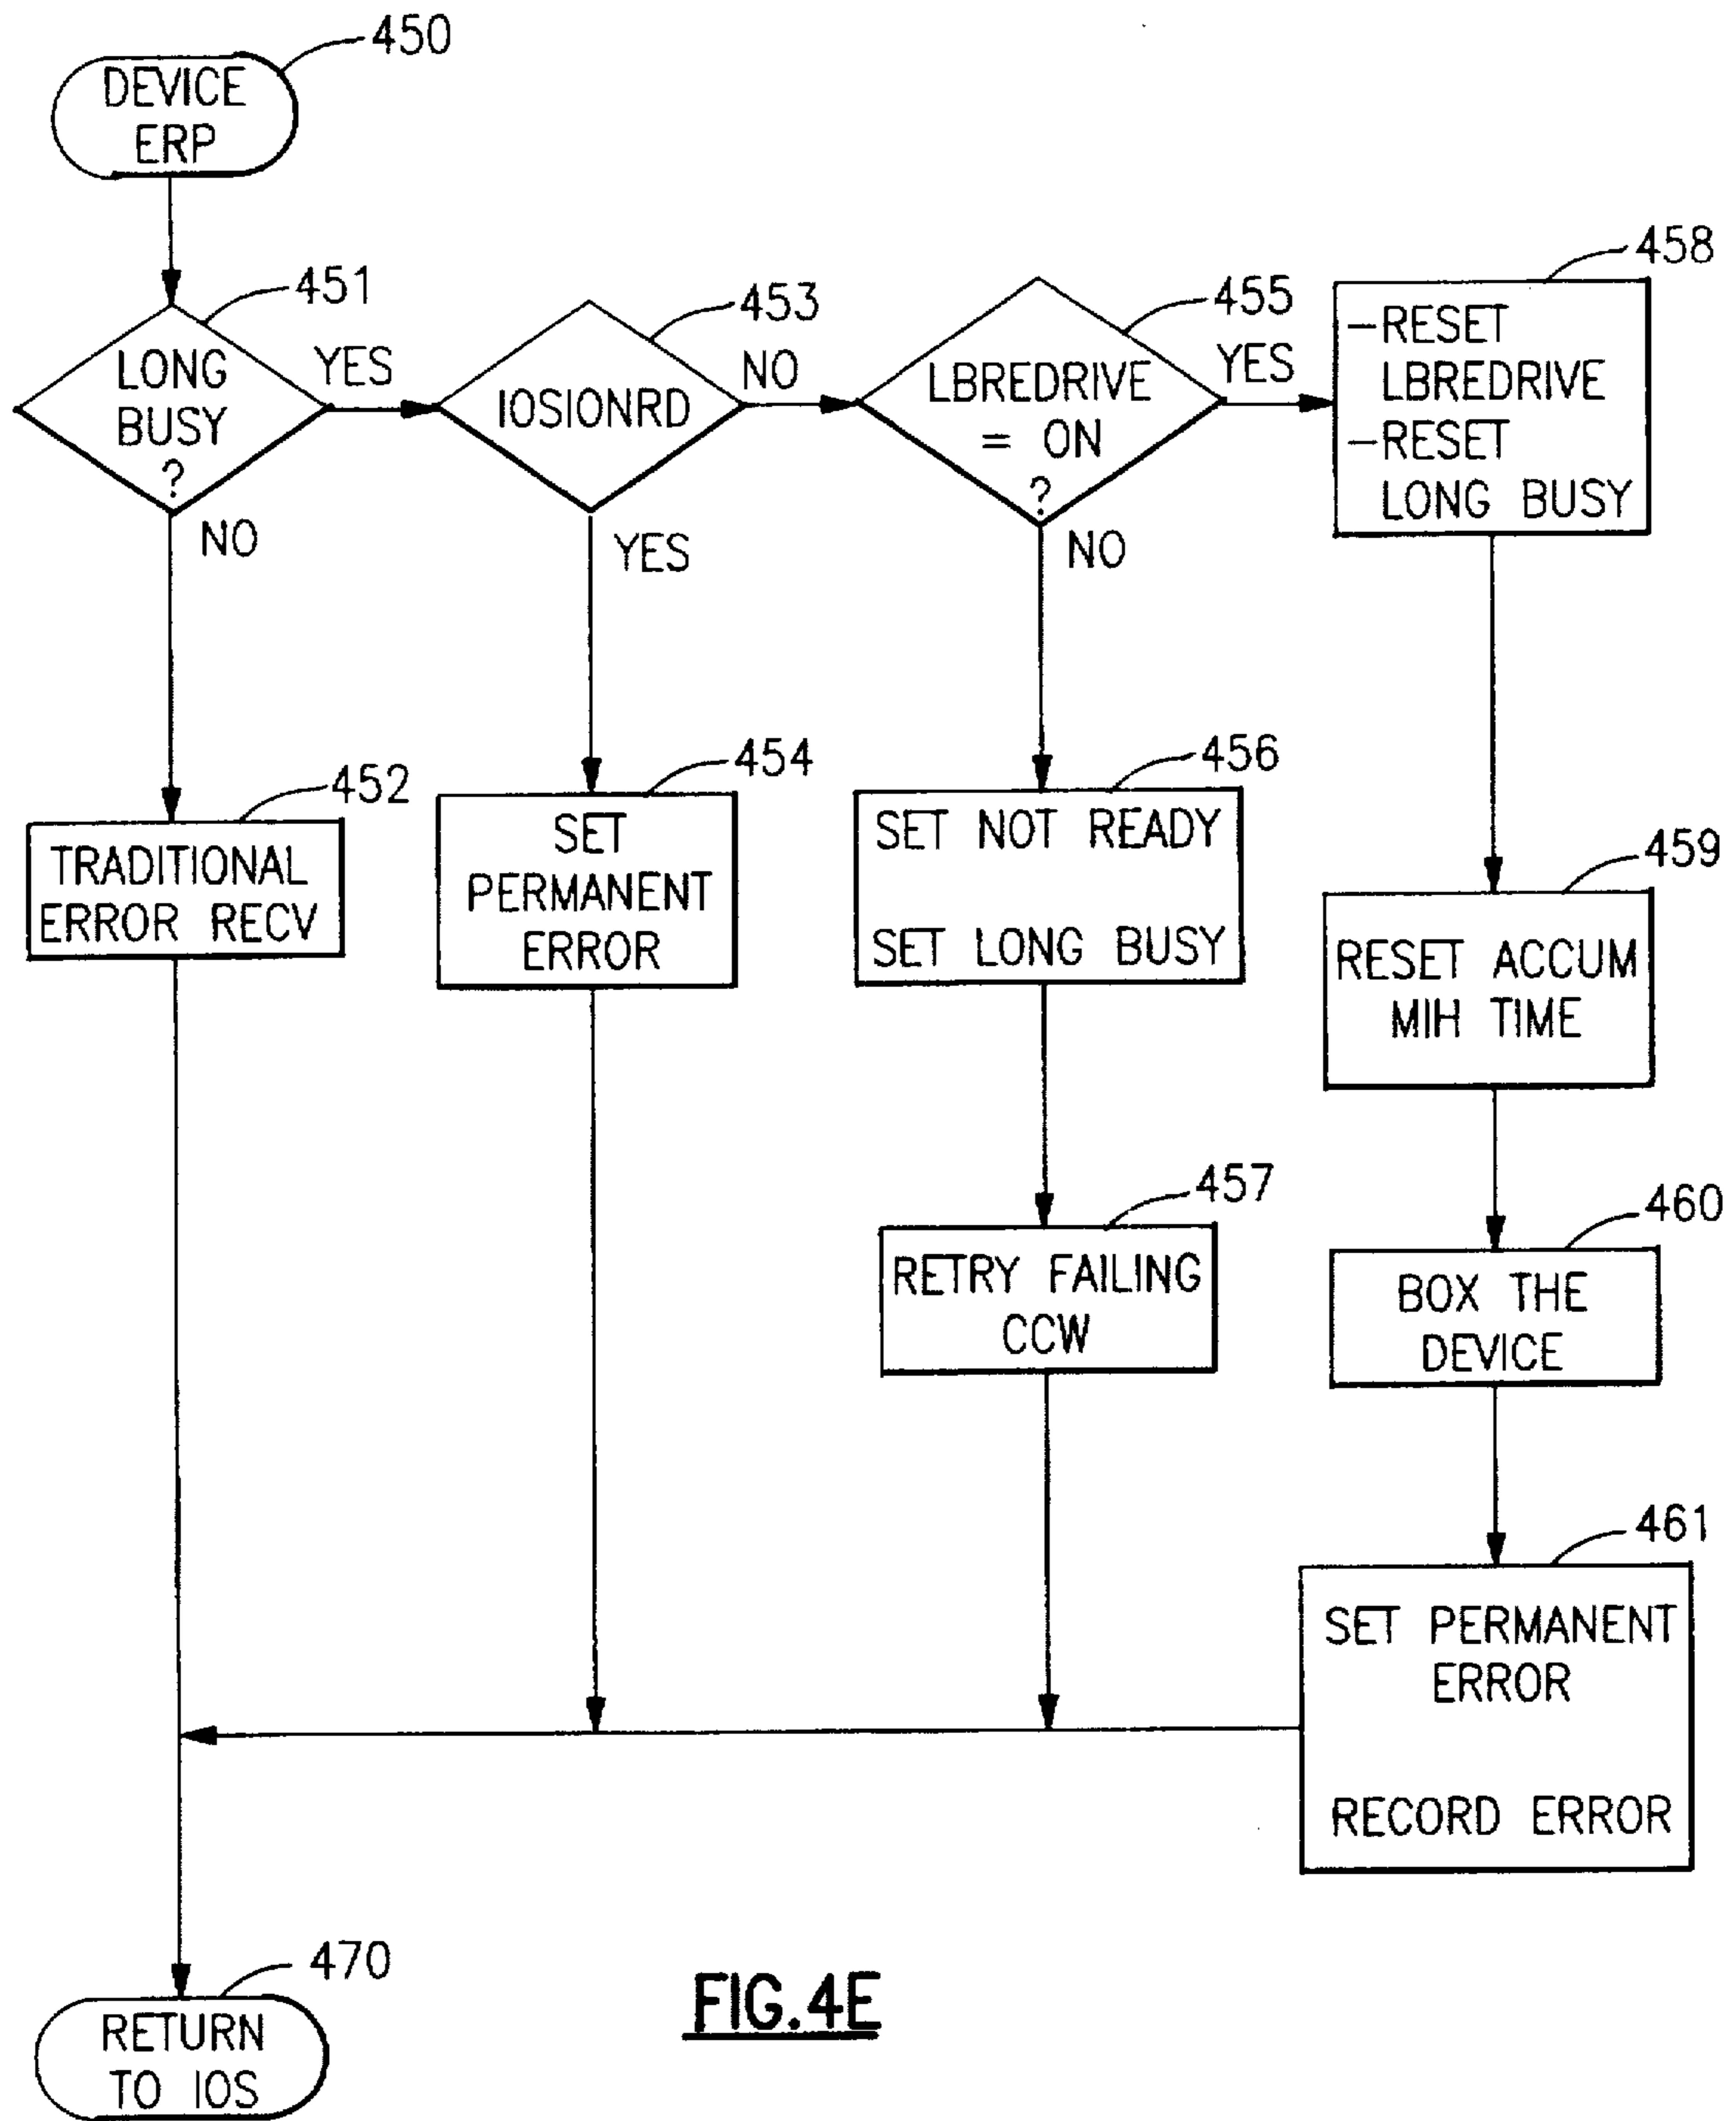 450
DEVICE
ERP
451
LONG
BUSY
?
YES
NO
453
IOSIONRD
NO
YES
455
LBREDRIVE
= ON
?
YES
NO
458
-RESET
LBREDRIVE
-RESET
LONG BUSY
452
TRADITIONAL
ERROR RECV
454
SET
PERMANENT
ERROR
456
SET NOT READY
SET LONG BUSY
459
RESET ACCUM
MIH TIME
457
RETRY FAILING
CCW
460
BOX THE
DEVICE
461
SET PERMANENT
ERROR
RECORD ERROR
470
RETURN
TO IOS
FIG.4E